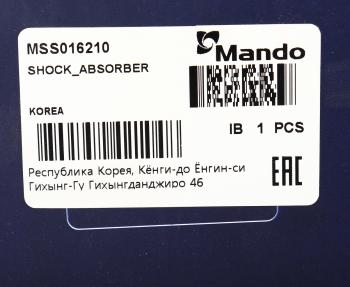 MSS016210
Mando
SHOCK_ABSORBER
KOREA
IB 1 PCS
Республика Корея, Кёнги-до Ёнгин-си
Гихынг-Гу Гихынгданджиро 46
EAC